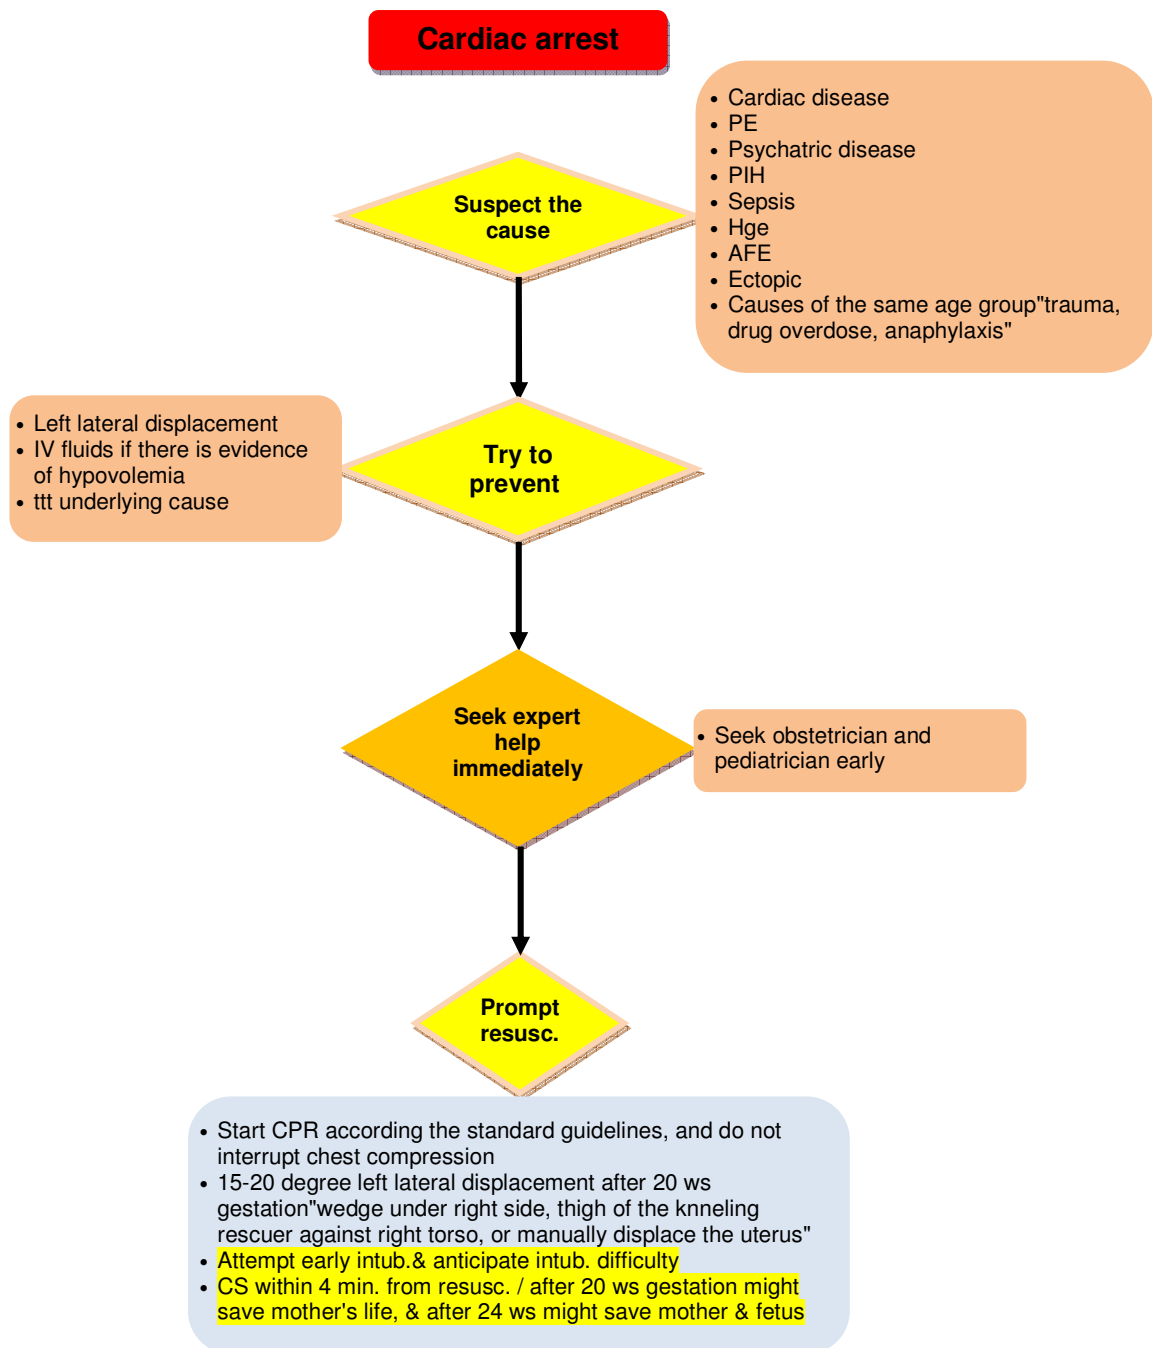 Cardiac arrest
• Cardiac disease
• PE
• Psychatric disease
• PIH
• Sepsis
• Hge
• AFE
• Ectopic
• Causes of the same age group"trauma,
drug overdose, anaphylaxis"
Suspect the
cause
• Left lateral displacement
• IV fluids if there is evidence
of hypovolemia
• ttt underlying cause
Try to
prevent
Seek expert
help
immediately
• Seek obstetrician and
pediatrician early
Prompt
resusc.
• Start CPR according the standard guidelines, and do not
interrupt chest compression
• 15-20 degree left lateral displacement after 20 ws
gestation"wedge under right side, thigh of the knneling
rescuer against right torso, or manually displace the uterus"
• Attempt early intub.& anticipate intub. difficulty
• CS within 4 min. from resusc. / after 20 ws gestation might
save mother's life, & after 24 ws might save mother & fetus